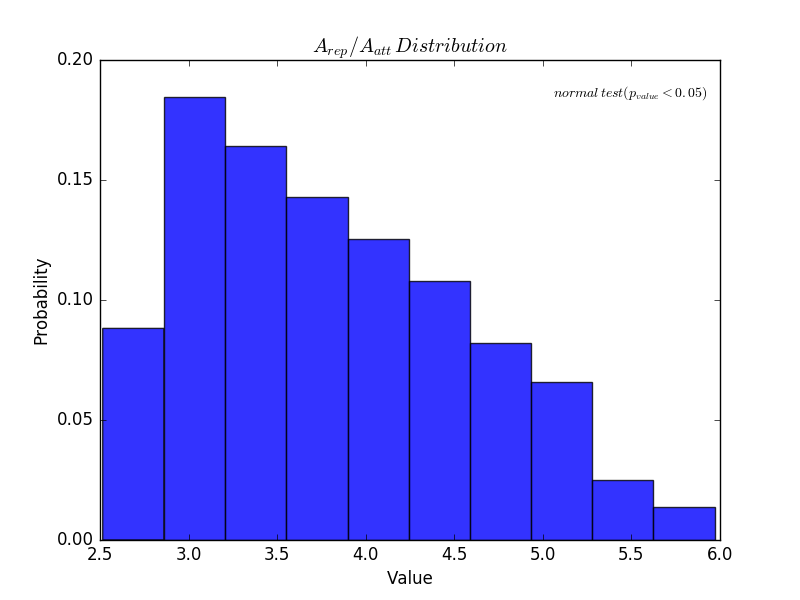 A_rep/A_att Distribution
normal test(p_value < 0.05)
0.20
0.15
0.10
0.05
0.00
Probability
2.5 3.0 3.5 4.0 4.5 5.0 5.5 6.0
Value